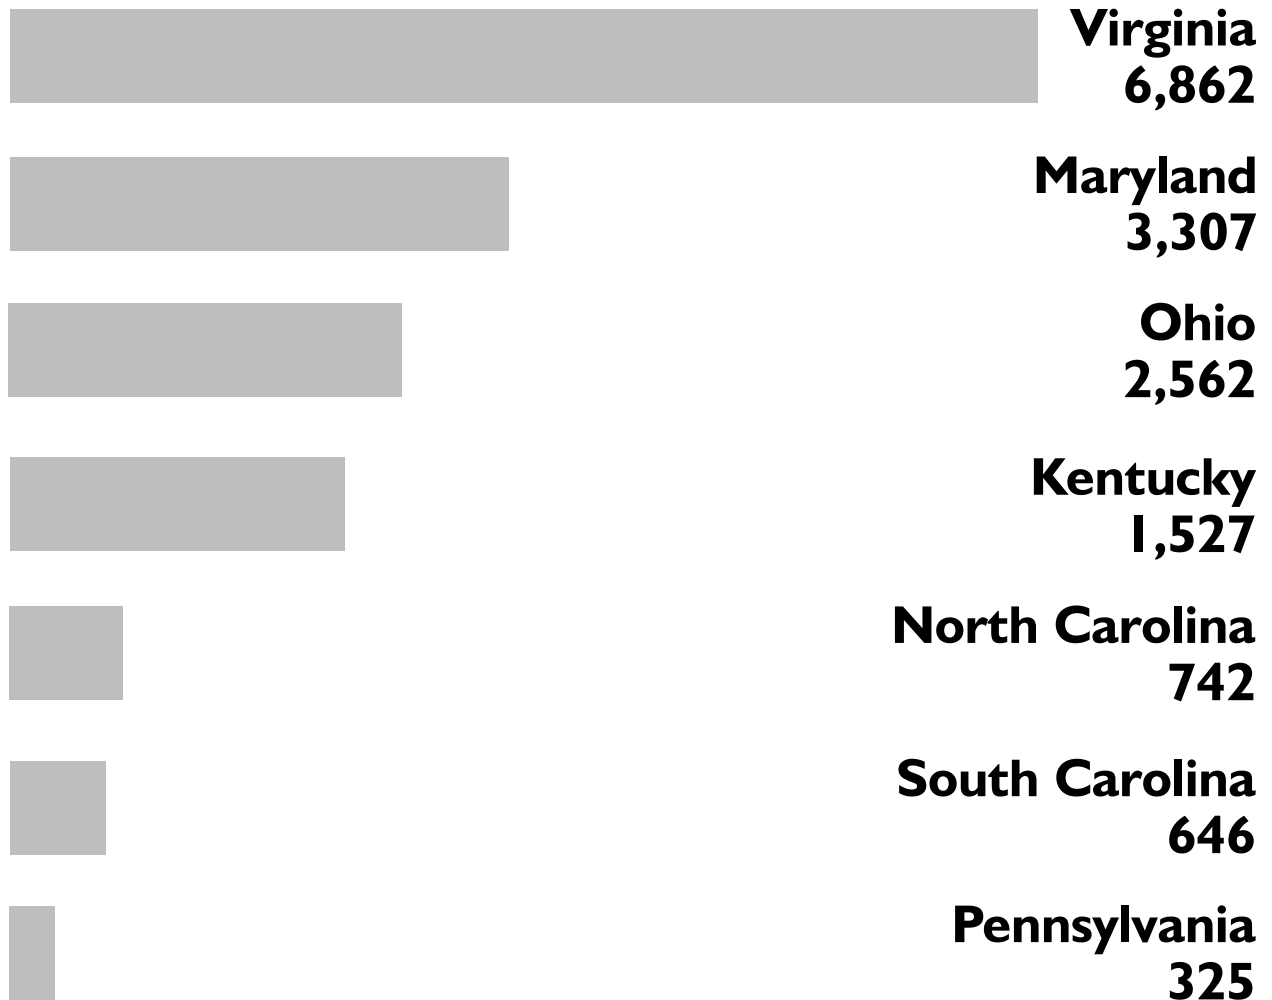 Virginia
6,862
Maryland
3,307
Ohio
2,562
Kentucky
1,527
North Carolina
742
South Carolina
646
Pennsylvania
325